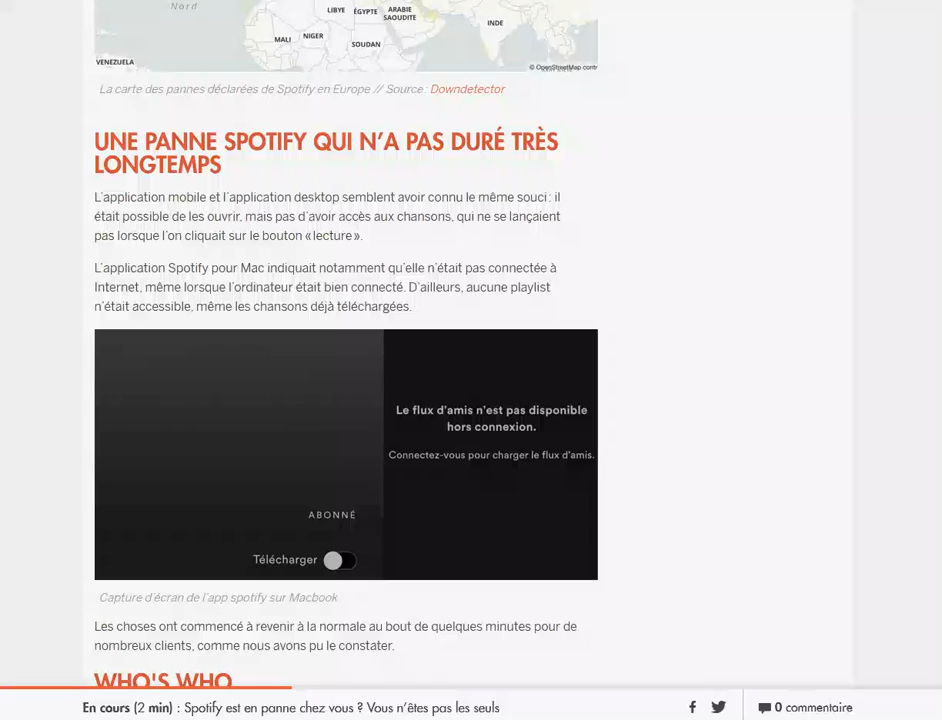 Nord
LIBYE ÉGYPTE ARABIE SAOUDITE
INDE
MALI NIGER
SOUDAN
VENEZUELA
© OpenStreetMap contr
La carte des pannes déclarées de Spotify en Europe // Source : Downdetector
UNE PANNE SPOTIFY QUI N’A PAS DURÉ TRÈS
LONGTEMPS
L’application mobile et l’application desktop semblent avoir connu le même souci : il
était possible de les ouvrir, mais pas d’avoir accès aux chansons, qui ne se lançaient
pas lorsque l’on cliquait sur le bouton « lecture ».
L’application Spotify pour Mac indiquait notamment qu’elle n’était pas connectée à
Internet, même lorsque l’ordinateur était bien connecté. D’ailleurs, aucune playlist
n’était accessible, même les chansons déjà téléchargées.
Le flux d'amis n'est pas disponible
hors connexion.
Connectez-vous pour charger le flux d'amis.
ABONNÉ
Télécharger
Capture d’écran de l’app spotify sur Macbook
Les choses ont commencé à revenir à la normale au bout de quelques minutes pour de
nombreux clients, comme nous avons pu le constater.
WHO'S WHO
En cours (2 min) : Spotify est en panne chez vous ? Vous n’êtes pas les seuls
0 commentaire